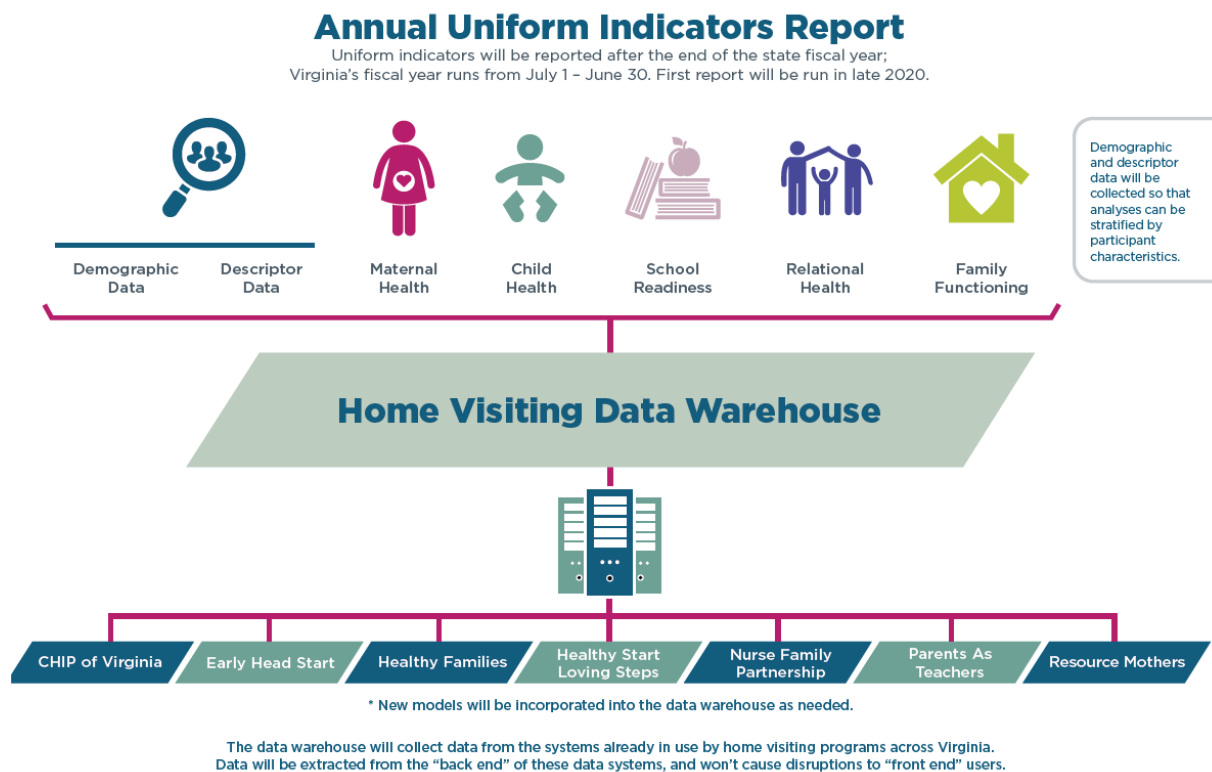 Annual Uniform Indicators Report
Uniform indicators will be reported after the end of the state fiscal year;
Virginia’s fiscal year runs from July 1 – June 30. First report will be run in late 2020.
Demographic
and descriptor
data will be
collected so that
analyses can be
stratified by
participant
characteristics.
Demographic
Data
Descriptor
Data
Maternal
Health
Child
Health
School
Readiness
Relational
Health
Family
Functioning
Home Visiting Data Warehouse
CHIP of Virginia
Early Head Start
Healthy Families
Healthy Start
Loving Steps
Nurse Family
Partnership
Parents As
Teachers
Resource Mothers
* New models will be incorporated into the data warehouse as needed.
The data warehouse will collect data from the systems already in use by home visiting programs across Virginia.
Data will be extracted from the “back end” of these data systems, and won’t cause disruptions to “front end” users.